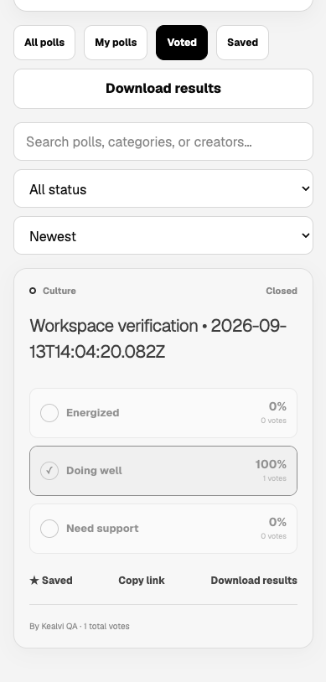 All polls
My polls
Voted
Saved
Download results
Search polls, categories, or creators...
All status
Newest
Culture
Closed
Workspace verification • 2026-09-
13T14:04:20.082Z
Energized
0%
0 votes
✓
Doing well
100%
1 votes
Need support
0%
0 votes
★ Saved
Copy link
Download results
By Kealvi QA · 1 total votes